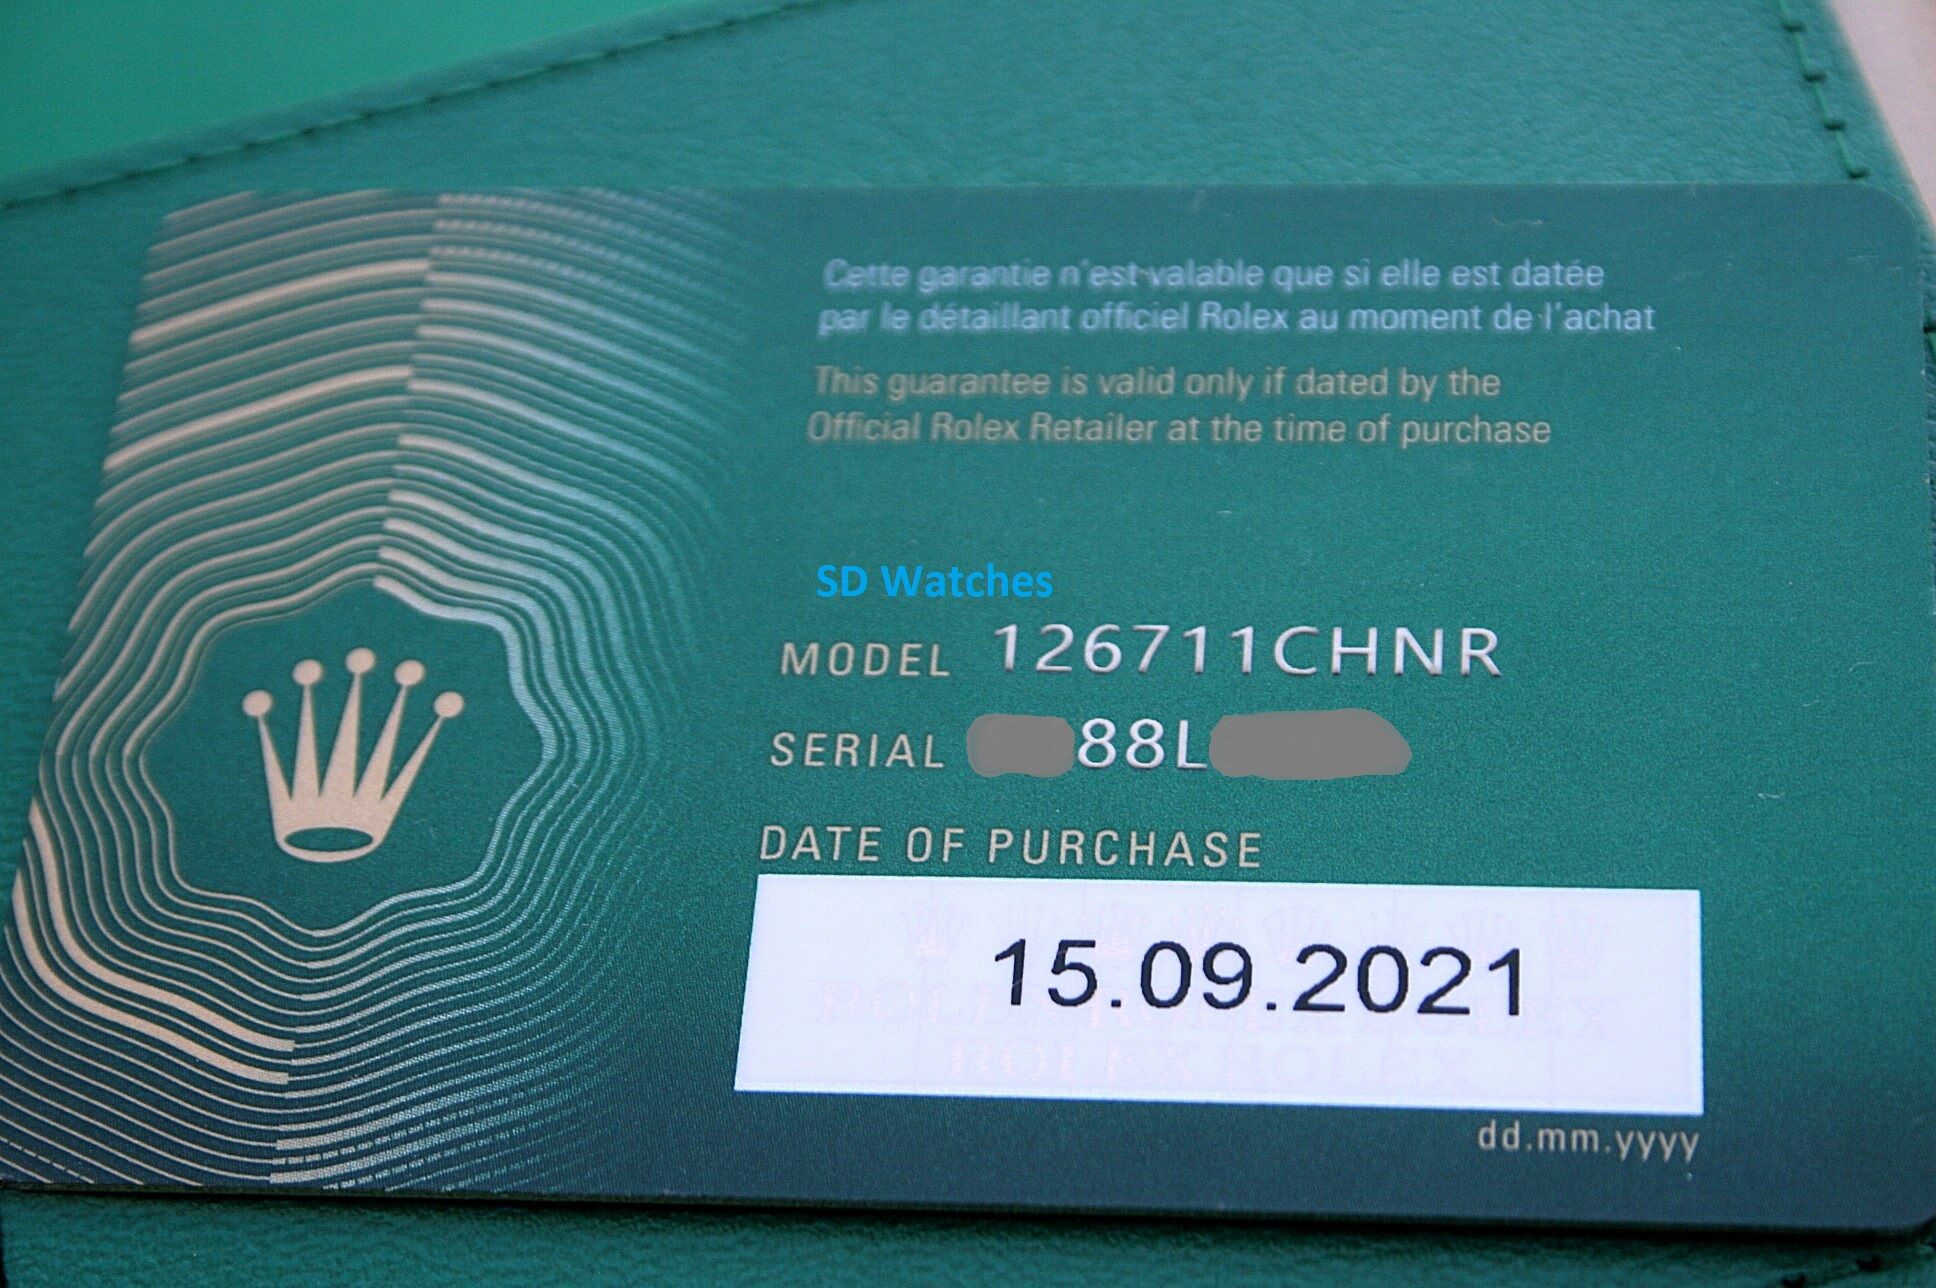 Cette garantie n'est valable que si elle est datée
par le détaillant officiel Rolex au moment de l'achat
This guarantee is valid only if dated by the
Official Rolex Retailer at the time of purchase
SD Watches
MODEL 126711CHNR
SERIAL 88L
DATE OF PURCHASE
15.09.2021
ROLEX ROLEX
dd.mm.yyyy